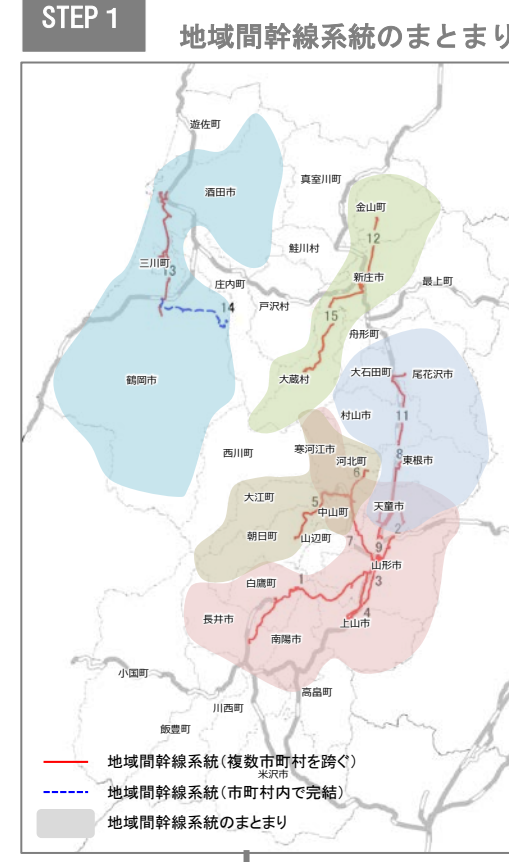 STEP 1
地域間幹線系統のまとまり
遊佐町
酒田市
真室川町
金山町
12
鮭川村
三川町
13
新庄市
庄内町
最上町
14
戸沢村
15
舟形町
鶴岡市
大蔵村
大石田町
尾花沢市
村山市
11
西川町
寒河江市
河北町
8
東根市
6
大江町
5
中山町
天童市
2
朝日町
山辺町
7
9
山形市
白鷹町
1
3
長井市
4
上山市
南陽市
小国町
高畠町
川西町
飯豊町
地域間幹線系統(複数市町村を跨ぐ)
米沢市
地域間幹線系統(市町村内で完結)
地域間幹線系統のまとまり